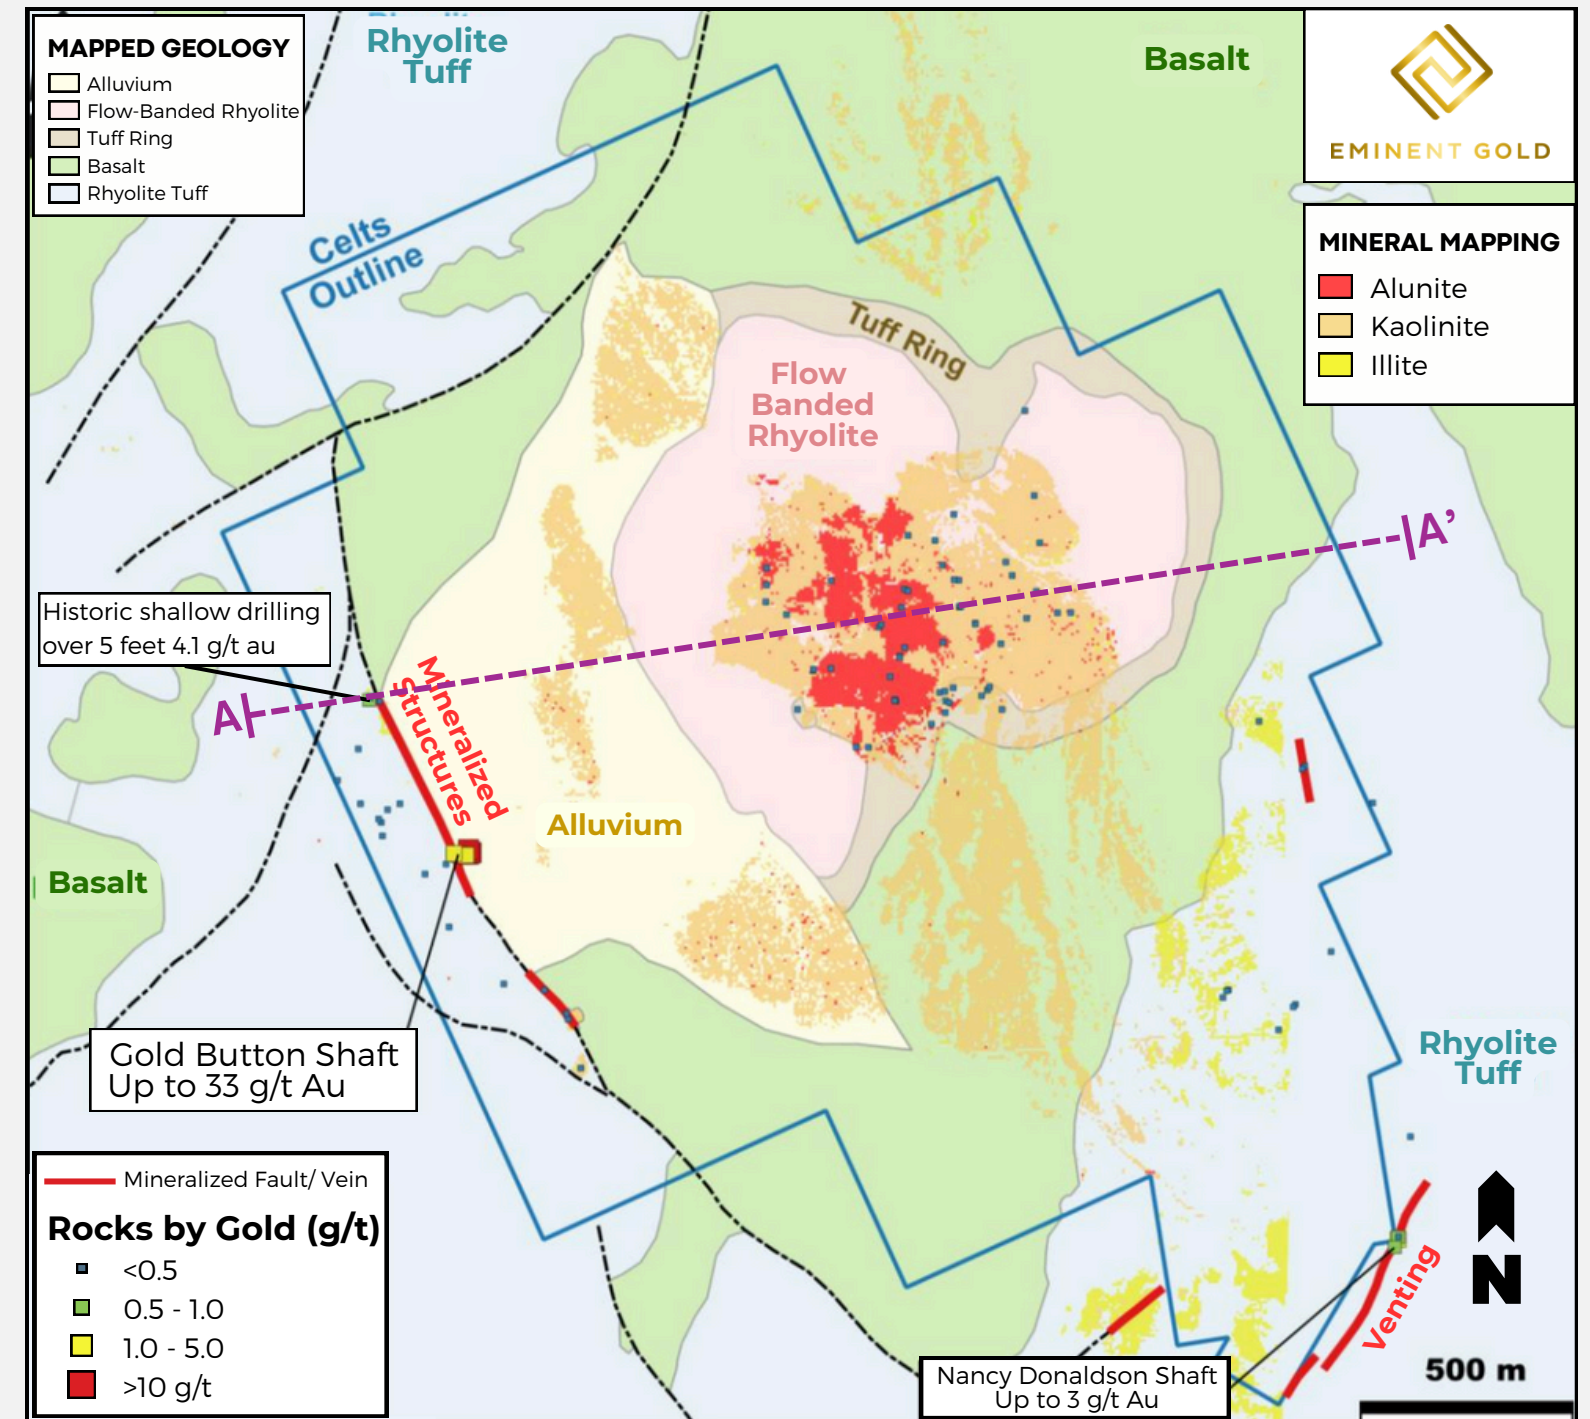 MAPPED GEOLOGY
Alluvium
Flow-Banded Rhyolite
Tuff Ring
Basalt
Rhyolite Tuff
Rhyolite
Tuff
Basalt
EMINENT GOLD
MINERAL MAPPING
Alunite
Kaolinite
Illite
Celts
Outline
Tuff Ring
Flow
Banded
Rhyolite
A'
Historic shallow drilling
over 5 feet 4.1 g/t au
A
Mineralized
Structures
Alluvium
Basalt
Gold Button Shaft
Up to 33 g/t Au
Rhyolite
Tuff
Mineralized Fault/ Vein
Rocks by Gold (g/t)
<0.5
0.5 - 1.0
1.0 - 5.0
>10 g/t
N
Venting
Nancy Donaldson Shaft
Up to 3 g/t Au
500 m